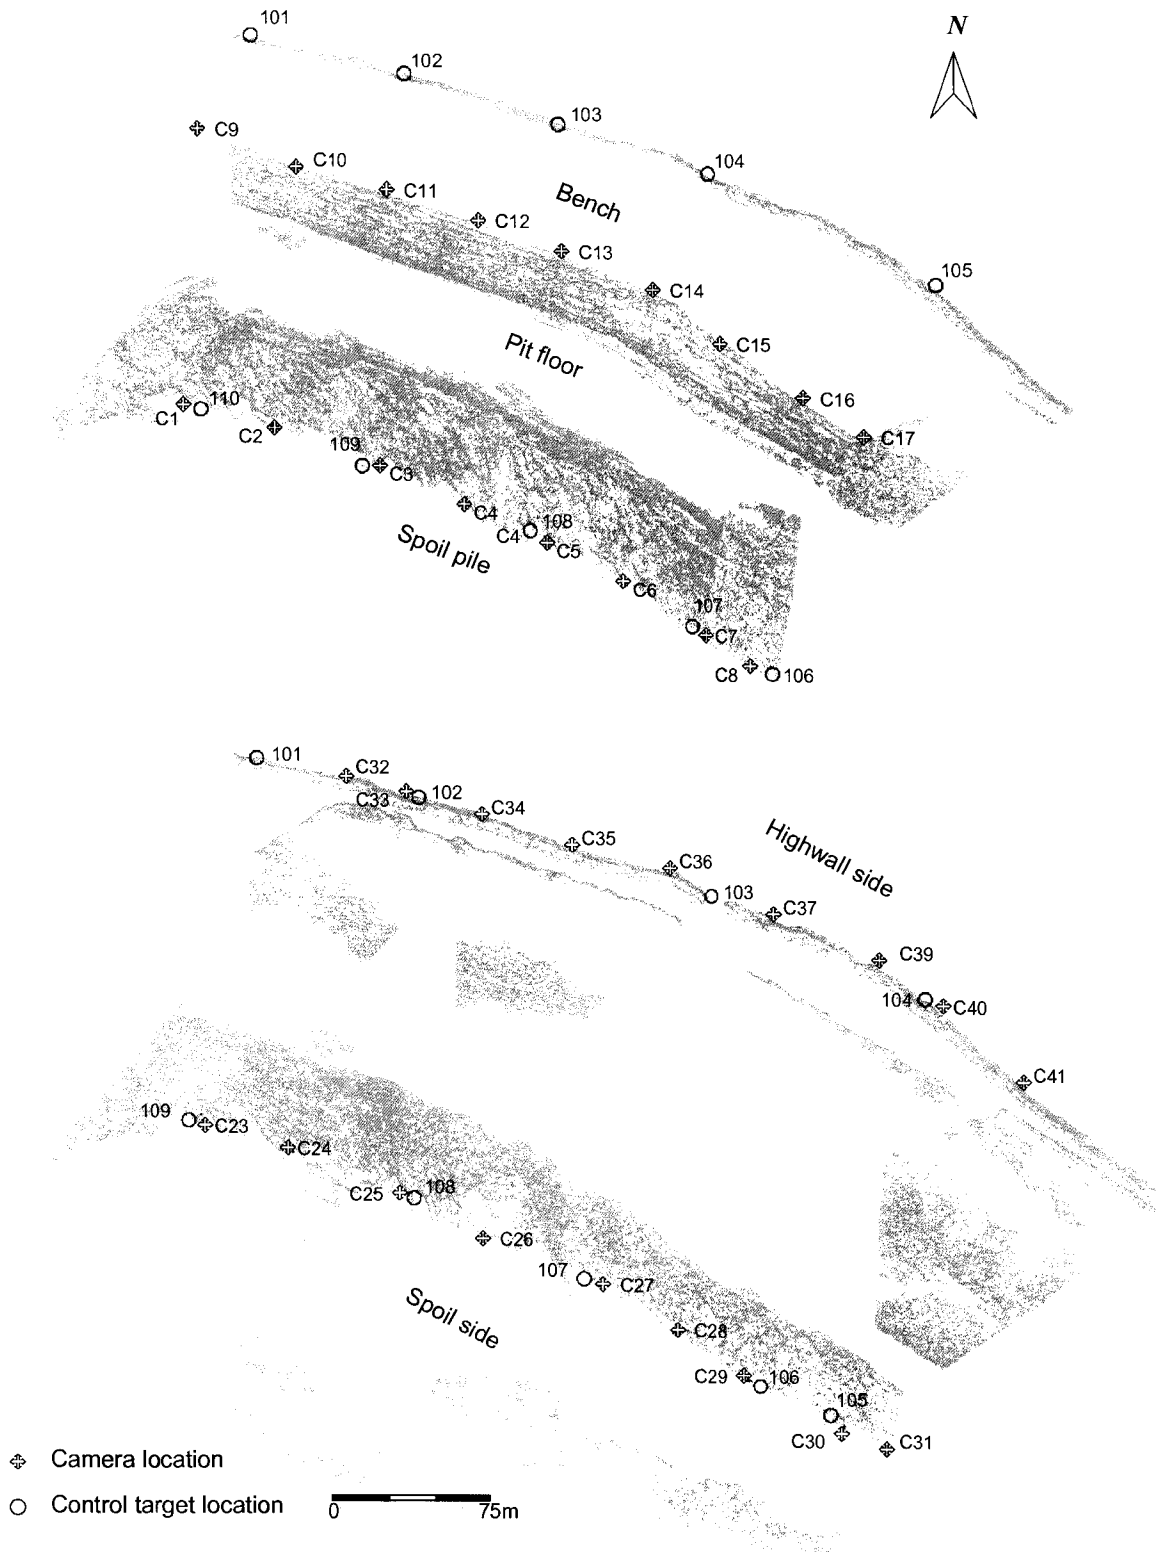 101
N
102
103
C9
C10
104
C11
Bench
C12
C13
105
C14
Pit floor
C15
C16
110
C1
C2
C17
109
C3
C4
108
C4
C5
Spoil pile
C6
107
C7
C8
106
101
C32
C33
102
C34
Highwall side
C35
C36
103
C37
C39
104
C40
C41
109
C23
C24
C25
108
C26
107
C27
Spoil side
C28
C29
106
105
C30
C31
Camera location
Control target location
0 75m